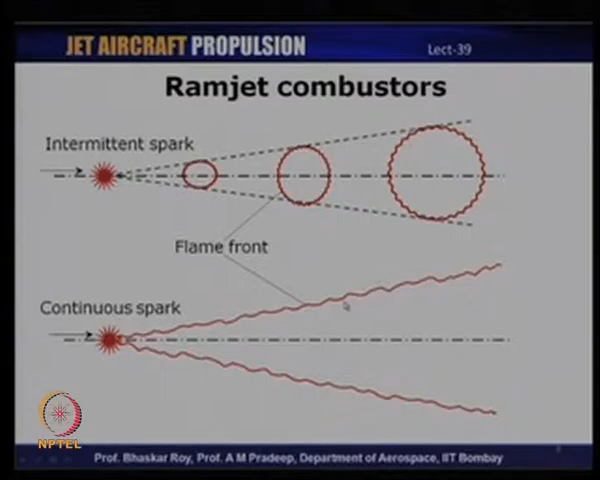 JET AIRCRAFT PROPULSION
Lect-39
Ramjet combustors
Intermittent spark
Flame front
Continuous spark
NPTEL
Prof. Bhaskar Roy, Prof. A M Pradeep, Department of Aerospace, IIT Bombay